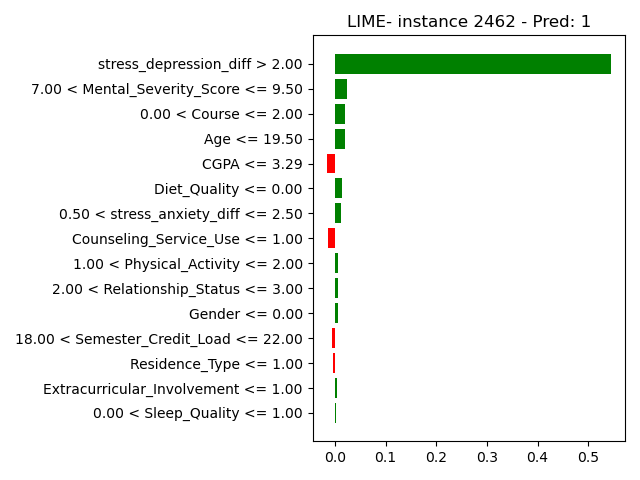 LIME- instance 2462 - Pred: 1
stress_depression_diff > 2.00
7.00 < Mental_Severity_Score <= 9.50
0.00 < Course <= 2.00
Age <= 19.50
CGPA <= 3.29
Diet_Quality <= 0.00
0.50 < stress_anxiety_diff <= 2.50
Counseling_Service_Use <= 1.00
1.00 < Physical_Activity <= 2.00
2.00 < Relationship_Status <= 3.00
Gender <= 0.00
18.00 < Semester_Credit_Load <= 22.00
Residence_Type <= 1.00
Extracurricular_Involvement <= 1.00
0.00 < Sleep_Quality <= 1.00
0.0 0.1 0.2 0.3 0.4 0.5